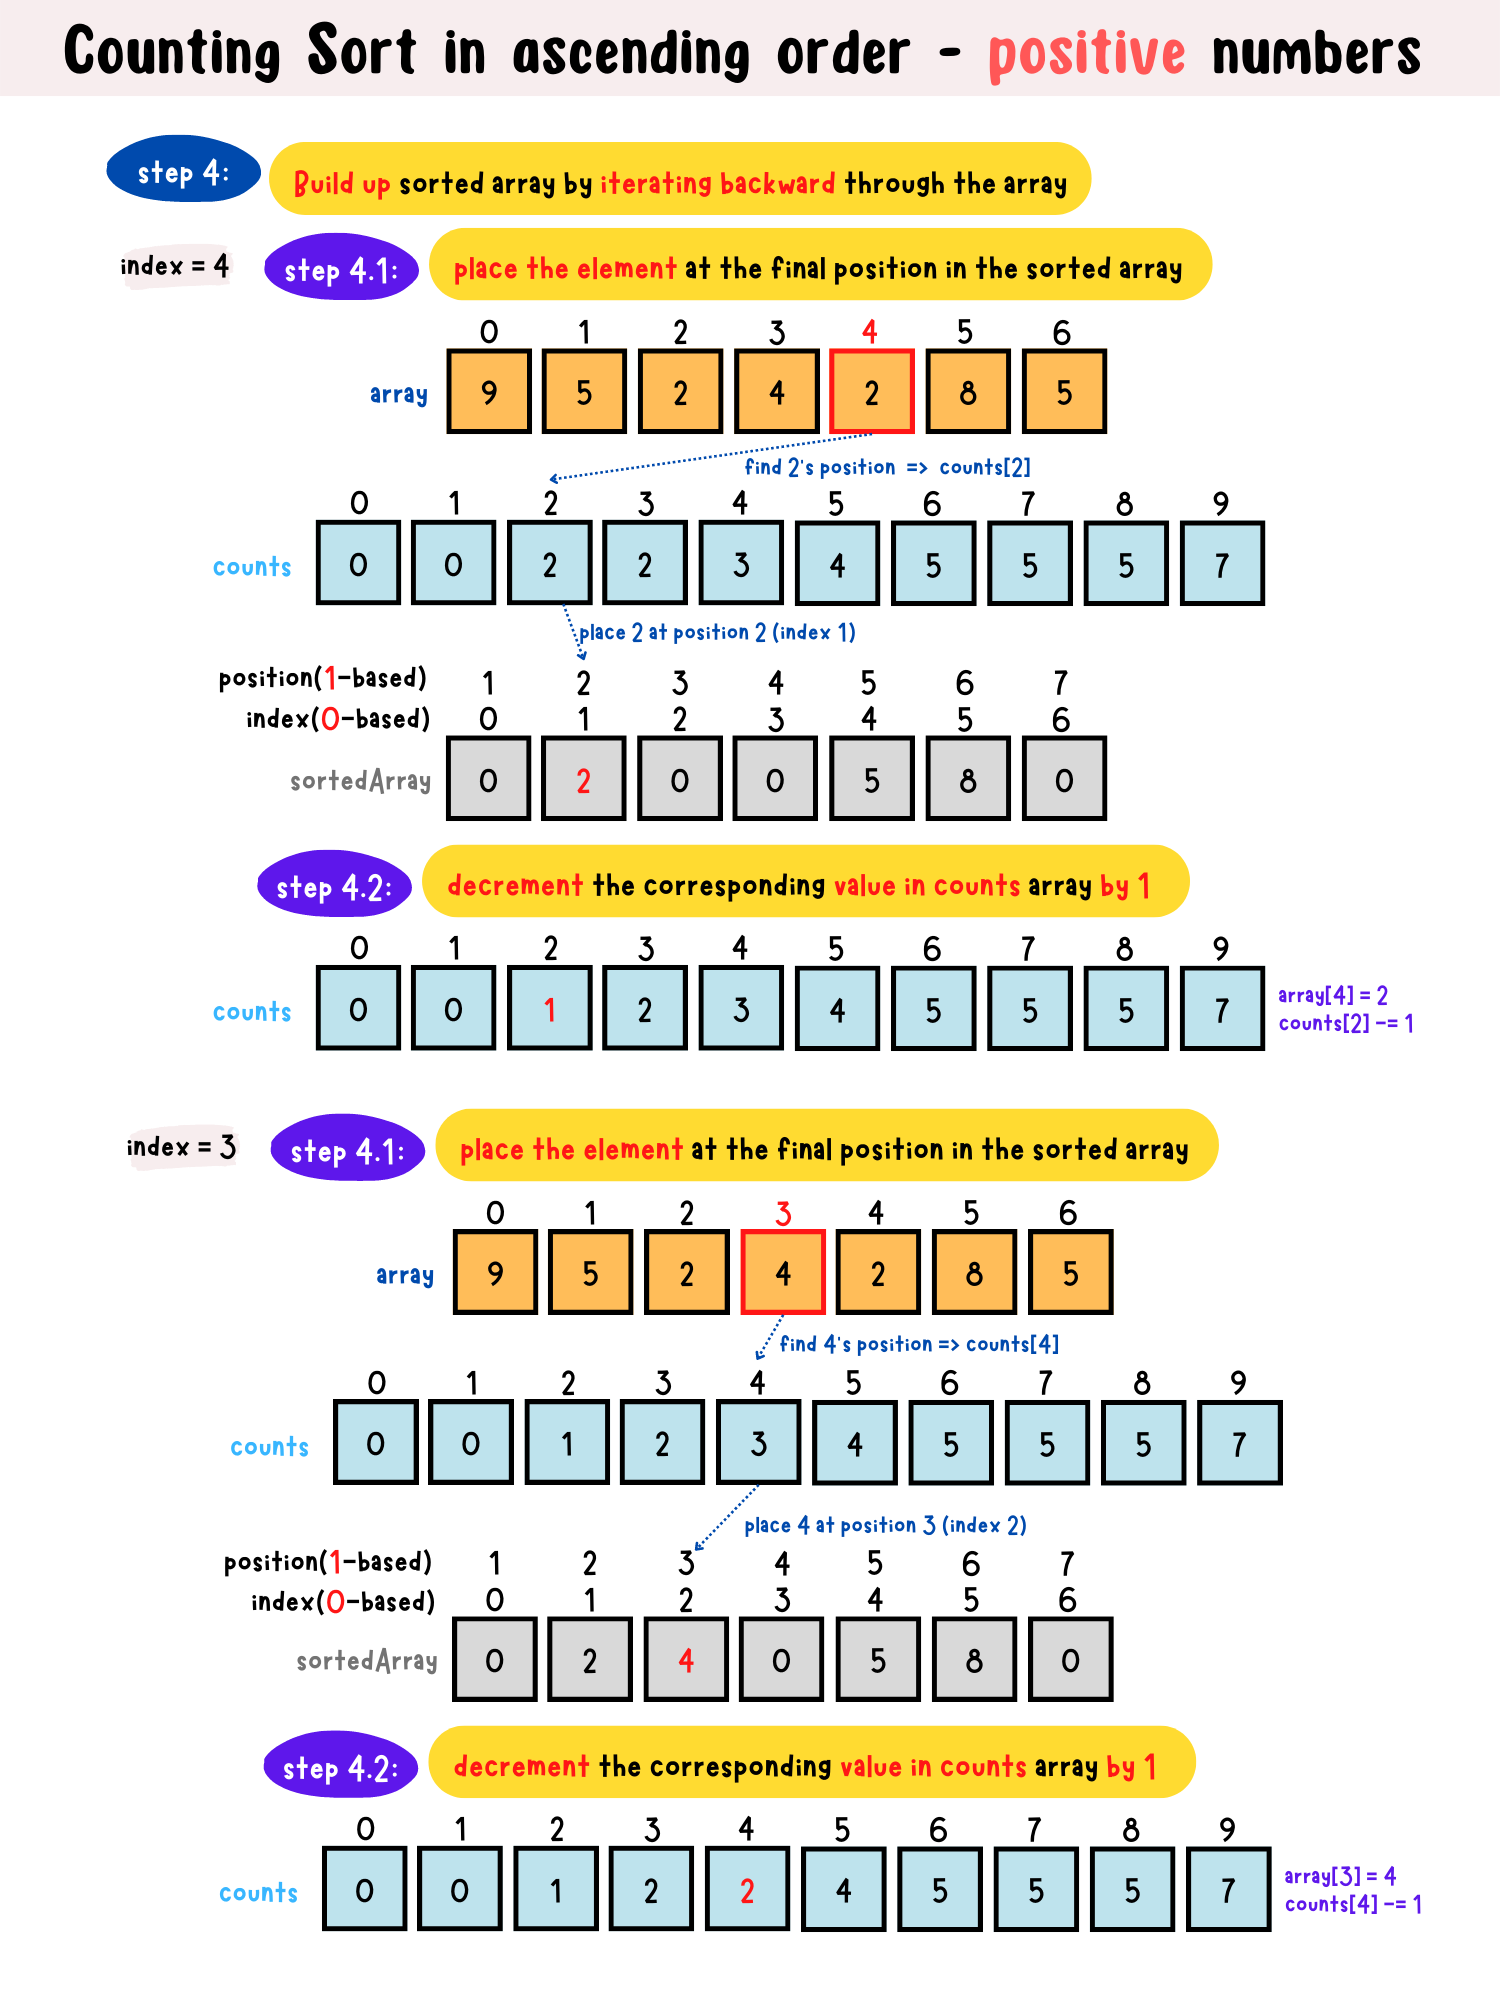 Counting Sort in ascending order - positive numbers
step 4: Build up sorted array by iterating backward through the array
index = 4 step 4.1: place the element at the final position in the sorted array
0 1 2 3 4 5 6
array 9 5 2 4 2 8 5
find 2's position => counts[2]
0 1 2 3 4 5 6 7 8 9
counts 0 0 2 2 3 4 5 5 5 7
place 2 at position 2 (index 1)
position(1-based) 1 2 3 4 5 6 7
index(0-based) 0 1 2 3 4 5 6
sortedArray 0 2 0 0 5 8 0
step 4.2: decrement the corresponding value in counts array by 1
0 1 2 3 4 5 6 7 8 9
counts 0 0 1 2 3 4 5 5 5 7
array[4] = 2
counts[2] -= 1
index = 3 step 4.1: place the element at the final position in the sorted array
0 1 2 3 4 5 6
array 9 5 2 4 2 8 5
find 4's position => counts[4]
0 1 2 3 4 5 6 7 8 9
counts 0 0 1 2 3 4 5 5 5 7
place 4 at position 3 (index 2)
position(1-based) 1 2 3 4 5 6 7
index(0-based) 0 1 2 3 4 5 6
sortedArray 0 2 4 0 5 8 0
step 4.2: decrement the corresponding value in counts array by 1
0 1 2 3 4 5 6 7 8 9
counts 0 0 1 2 2 4 5 5 5 7
array[3] = 4
counts[4] -= 1